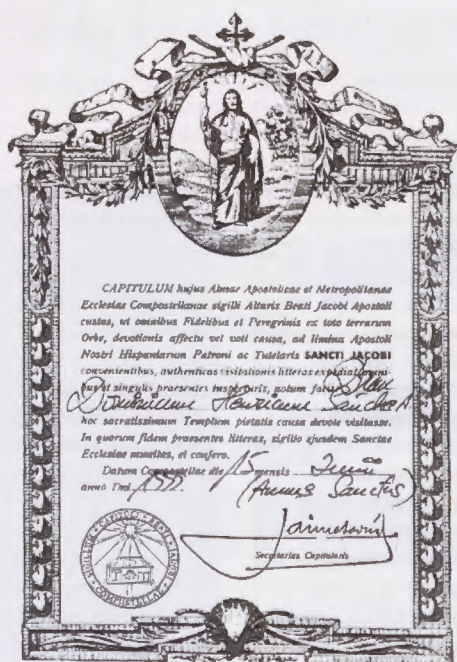 CAPITULUM hujus Almae Apostolicae et Metropolitanae
Ecclesiae Compostellanae sigilli Altaris Beati Jacobi Apostoli
custos, ut omnibus Fidelibus et Peregrinis ex toto terrarum
Orbe, devotionis affectu vel voti causa, ad limina Apostoli
Nostri Hispaniarum Patroni ac Tutelaris SANCTI JACOBI
convenientibus, authenticas visitationis litteras expediat, omni-
bus et singulis praesentes inspecturis, notum facit:
hoc sacratissimum Templum pietatis causa devote visitasse.
In quorum fidem praesentes litteras, sigillo ejusdem Sanctae
Ecclesiae munitas, ei confero.
Datum Compostellae die 15 mensis
anno Dni 1999.
(Annus Sanctus)
Secretarius Capitularis